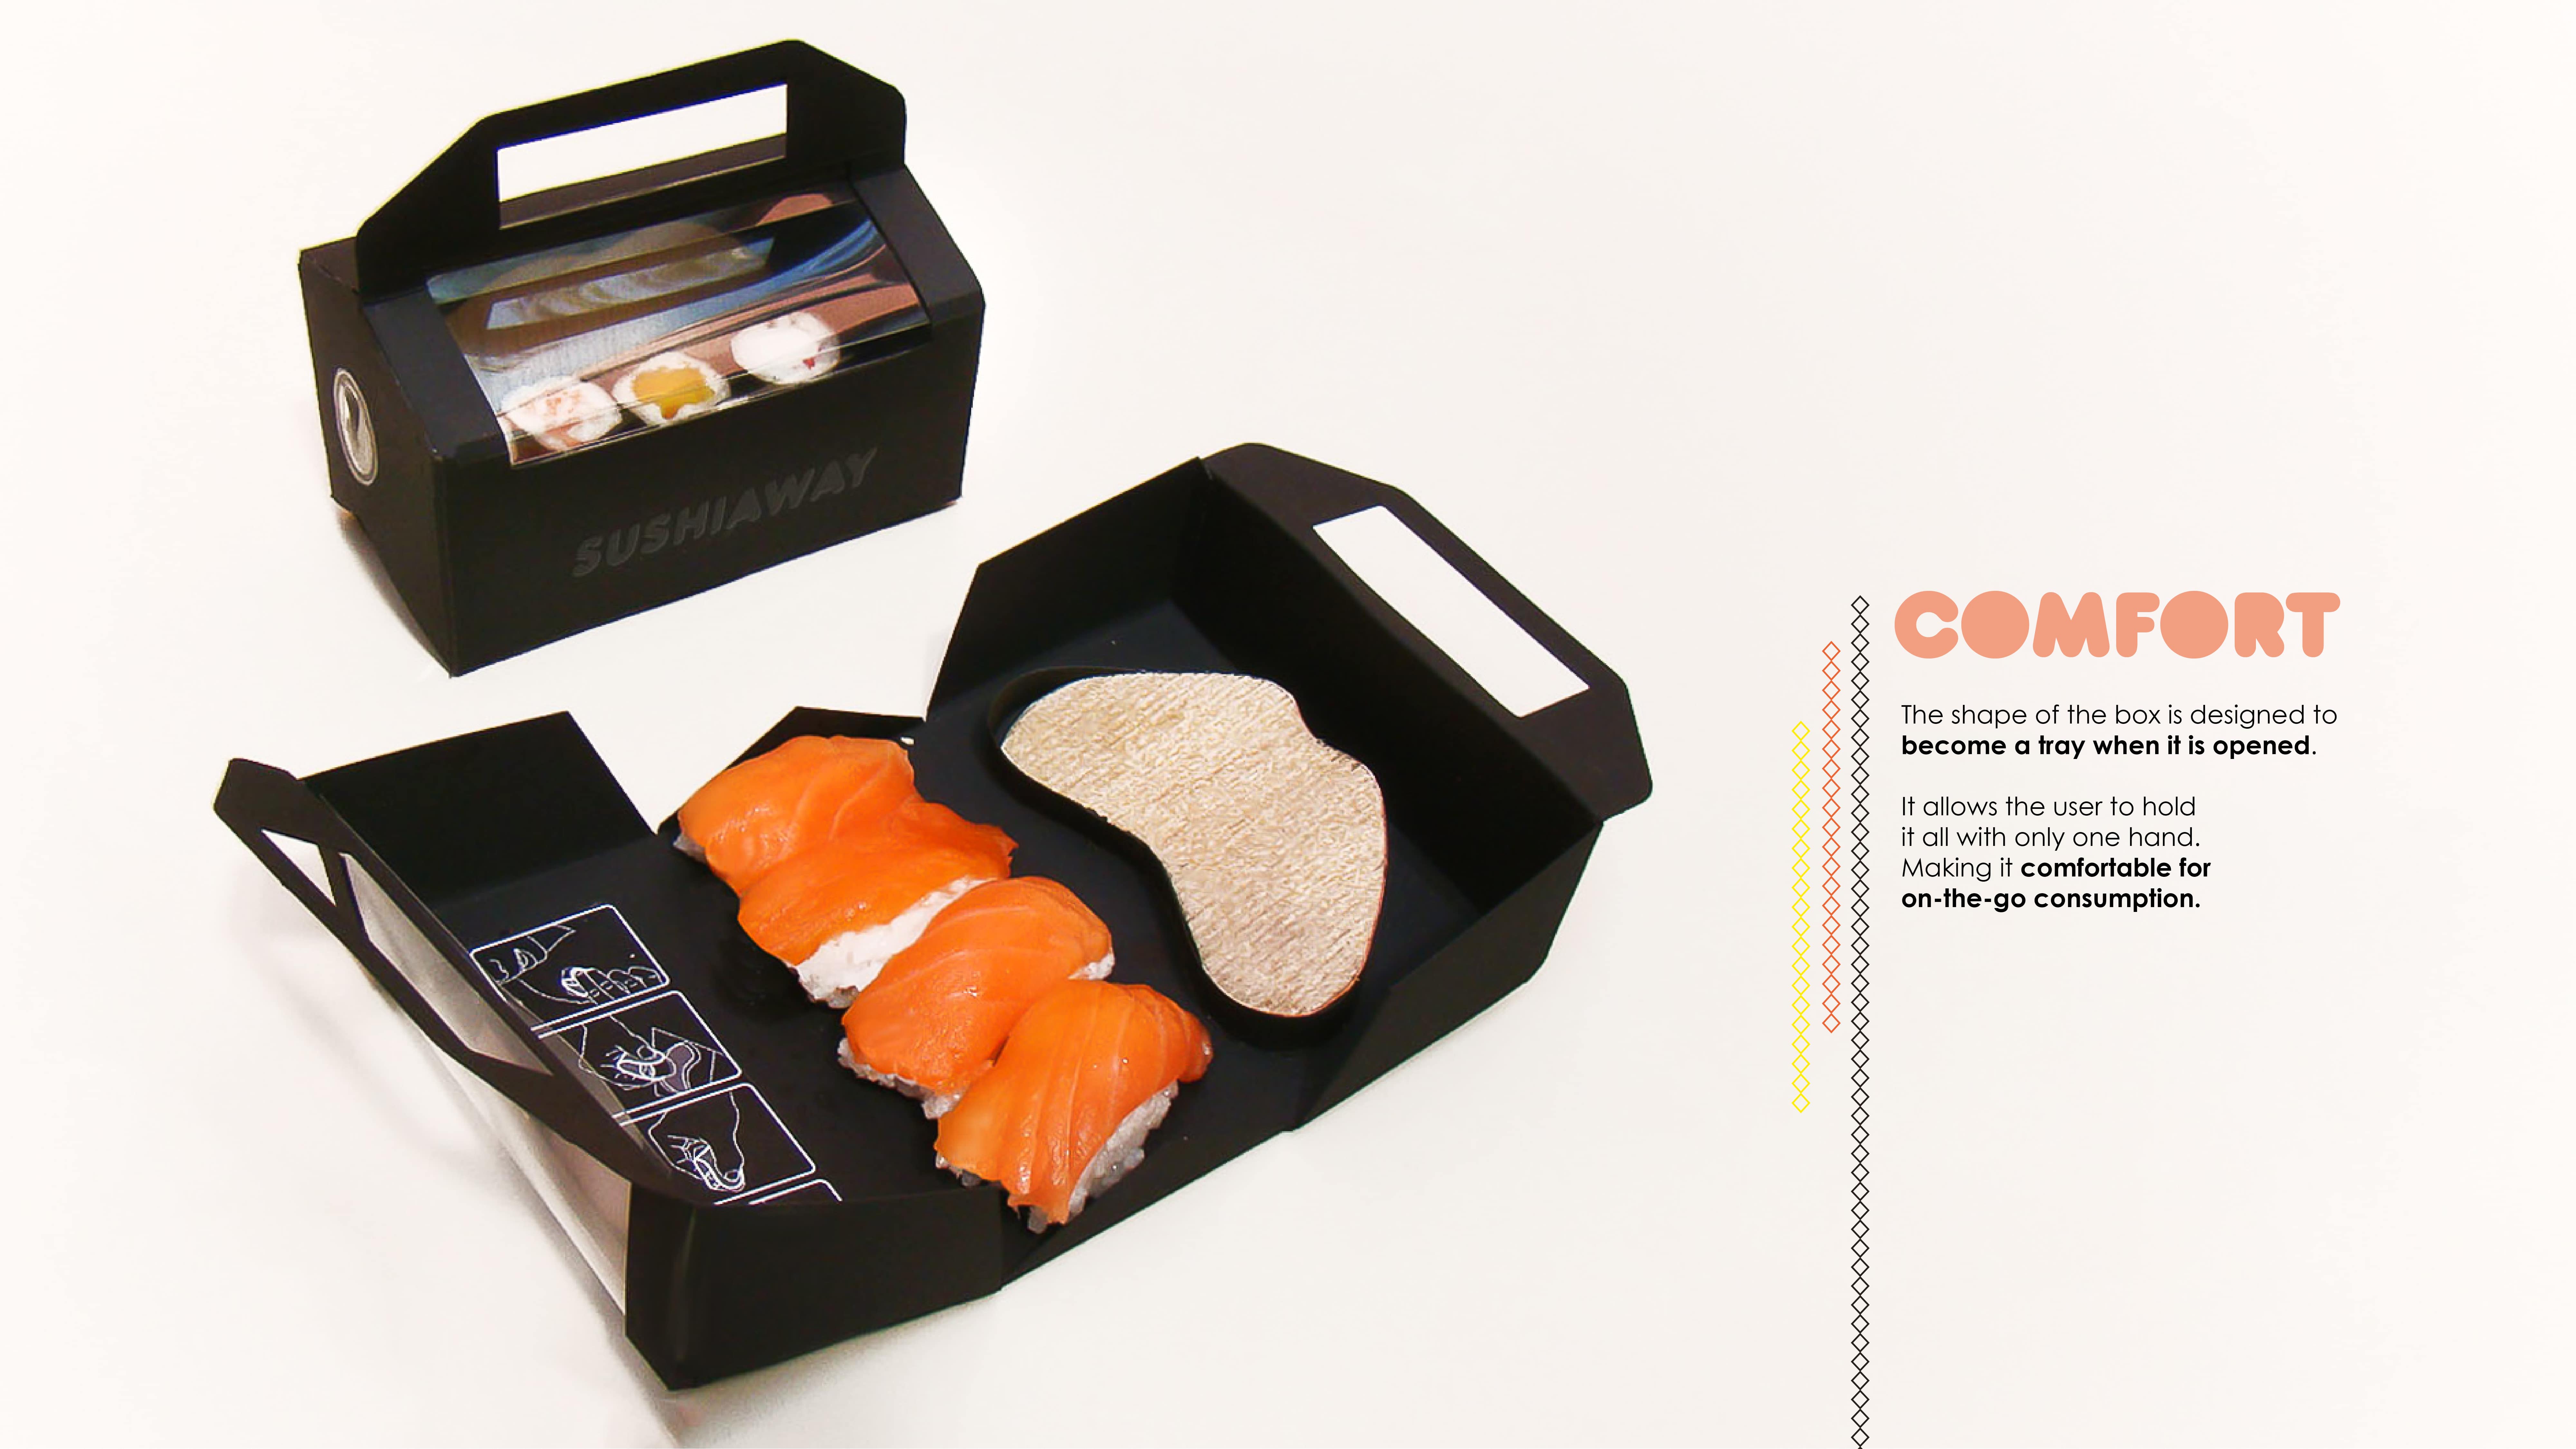 SUSHIAWAY
COMFORT
The shape of the box is designed to
become a tray when it is opened.
It allows the user to hold
it all with only one hand.
Making it comfortable for
on-the-go consumption.